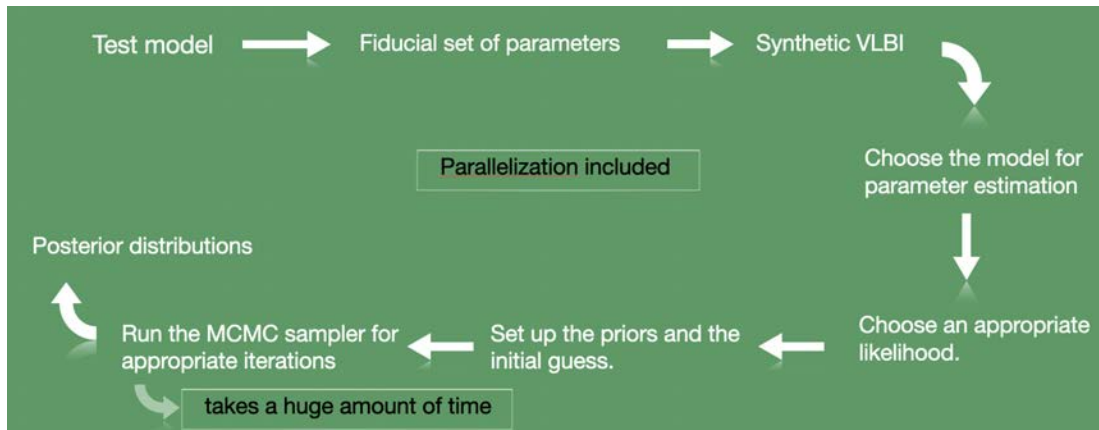 Test model
Fiducial set of parameters
Synthetic VLBI
Parallelization included
Choose the model for
parameter estimation
Choose an appropriate
likelihood.
Set up the priors and the
initial guess.
Run the MCMC sampler for
appropriate iterations
takes a huge amount of time
Posterior distributions